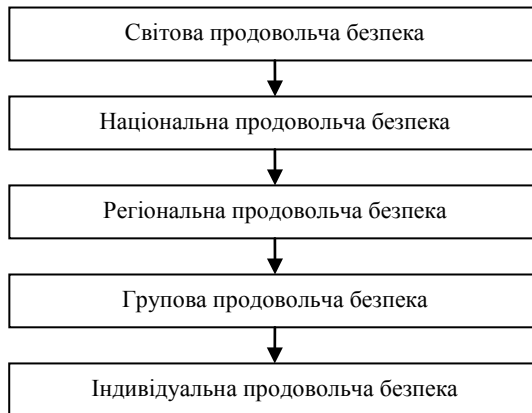 Світова продовольча безпека
Національна продовольча безпека
Регіональна продовольча безпека
Групова продовольча безпека
Індивідуальна продовольча безпека